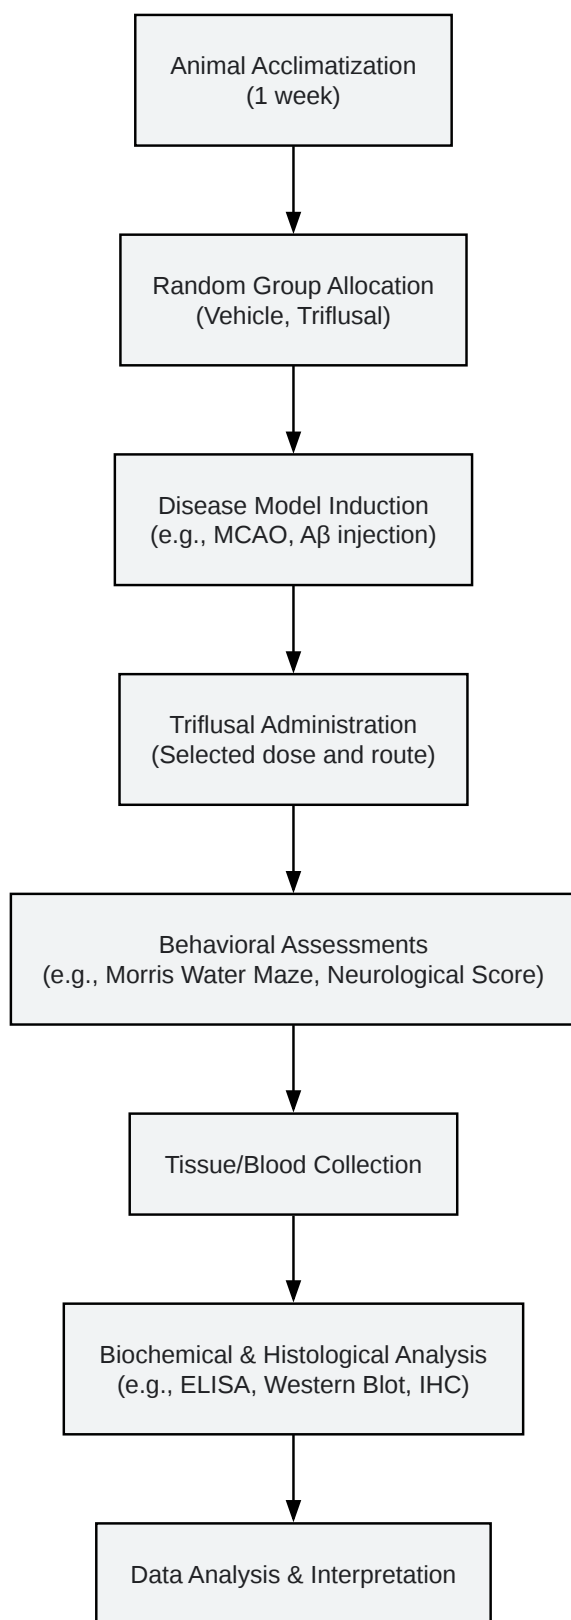 Animal Acclimatization
(1 week)
Random Group Allocation
(Vehicle, Triflusal)
Disease Model Induction
(e.g., MCAO, Aβ injection)
Triflusal Administration
(Selected dose and route)
Behavioral Assessments
(e.g., Morris Water Maze, Neurological Score)
Tissue/Blood Collection
Biochemical & Histological Analysis
(e.g., ELISA, Western Blot, IHC)
Data Analysis & Interpretation